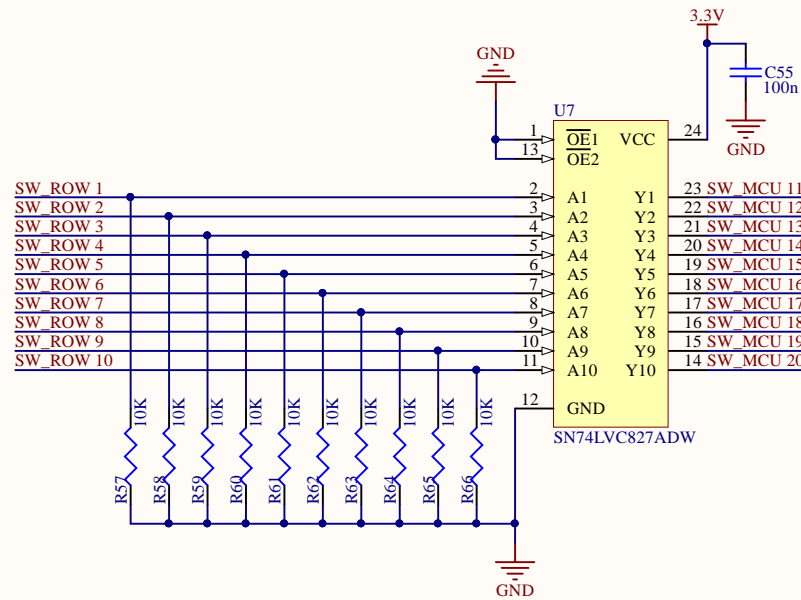 3.3V
GND
C55
100n
GND
U7
1 OE1 VCC 24
13 OE2
SW_ROW 1 2 A1 Y1 23 SW_MCU 11
SW_ROW 2 3 A2 Y2 22 SW_MCU 12
SW_ROW 3 4 A3 Y3 21 SW_MCU 13
SW_ROW 4 5 A4 Y4 20 SW_MCU 14
SW_ROW 5 6 A5 Y5 19 SW_MCU 15
SW_ROW 6 7 A6 Y6 18 SW_MCU 16
SW_ROW 7 8 A7 Y7 17 SW_MCU 17
SW_ROW 8 9 A8 Y8 16 SW_MCU 18
SW_ROW 9 10 A9 Y9 15 SW_MCU 19
SW_ROW 10 11 A10 Y10 14 SW_MCU 20
12 GND
10K 10K 10K 10K 10K 10K 10K 10K 10K 10K
SN74LVC827ADW
R57 R58 R59 R60 R61 R62 R63 R64 R65 R66
GND